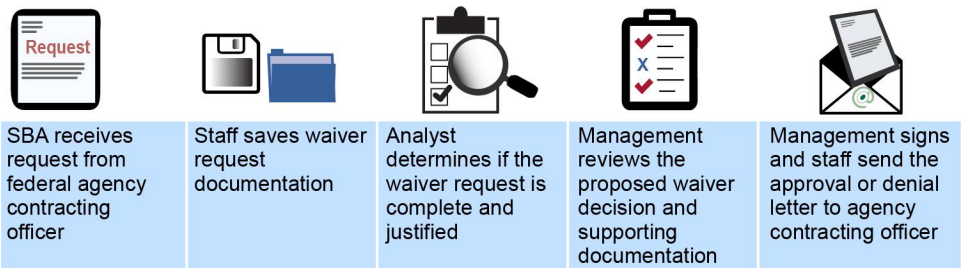 Request
SBA receives
request from
federal agency
contracting
officer
Staff saves waiver
request
documentation
Analyst
determines if the
waiver request is
complete and
justified
X
Management
reviews the
proposed waiver
decision and
supporting
documentation
@
Management signs
and staff send the
approval or denial
letter to agency
contracting officer